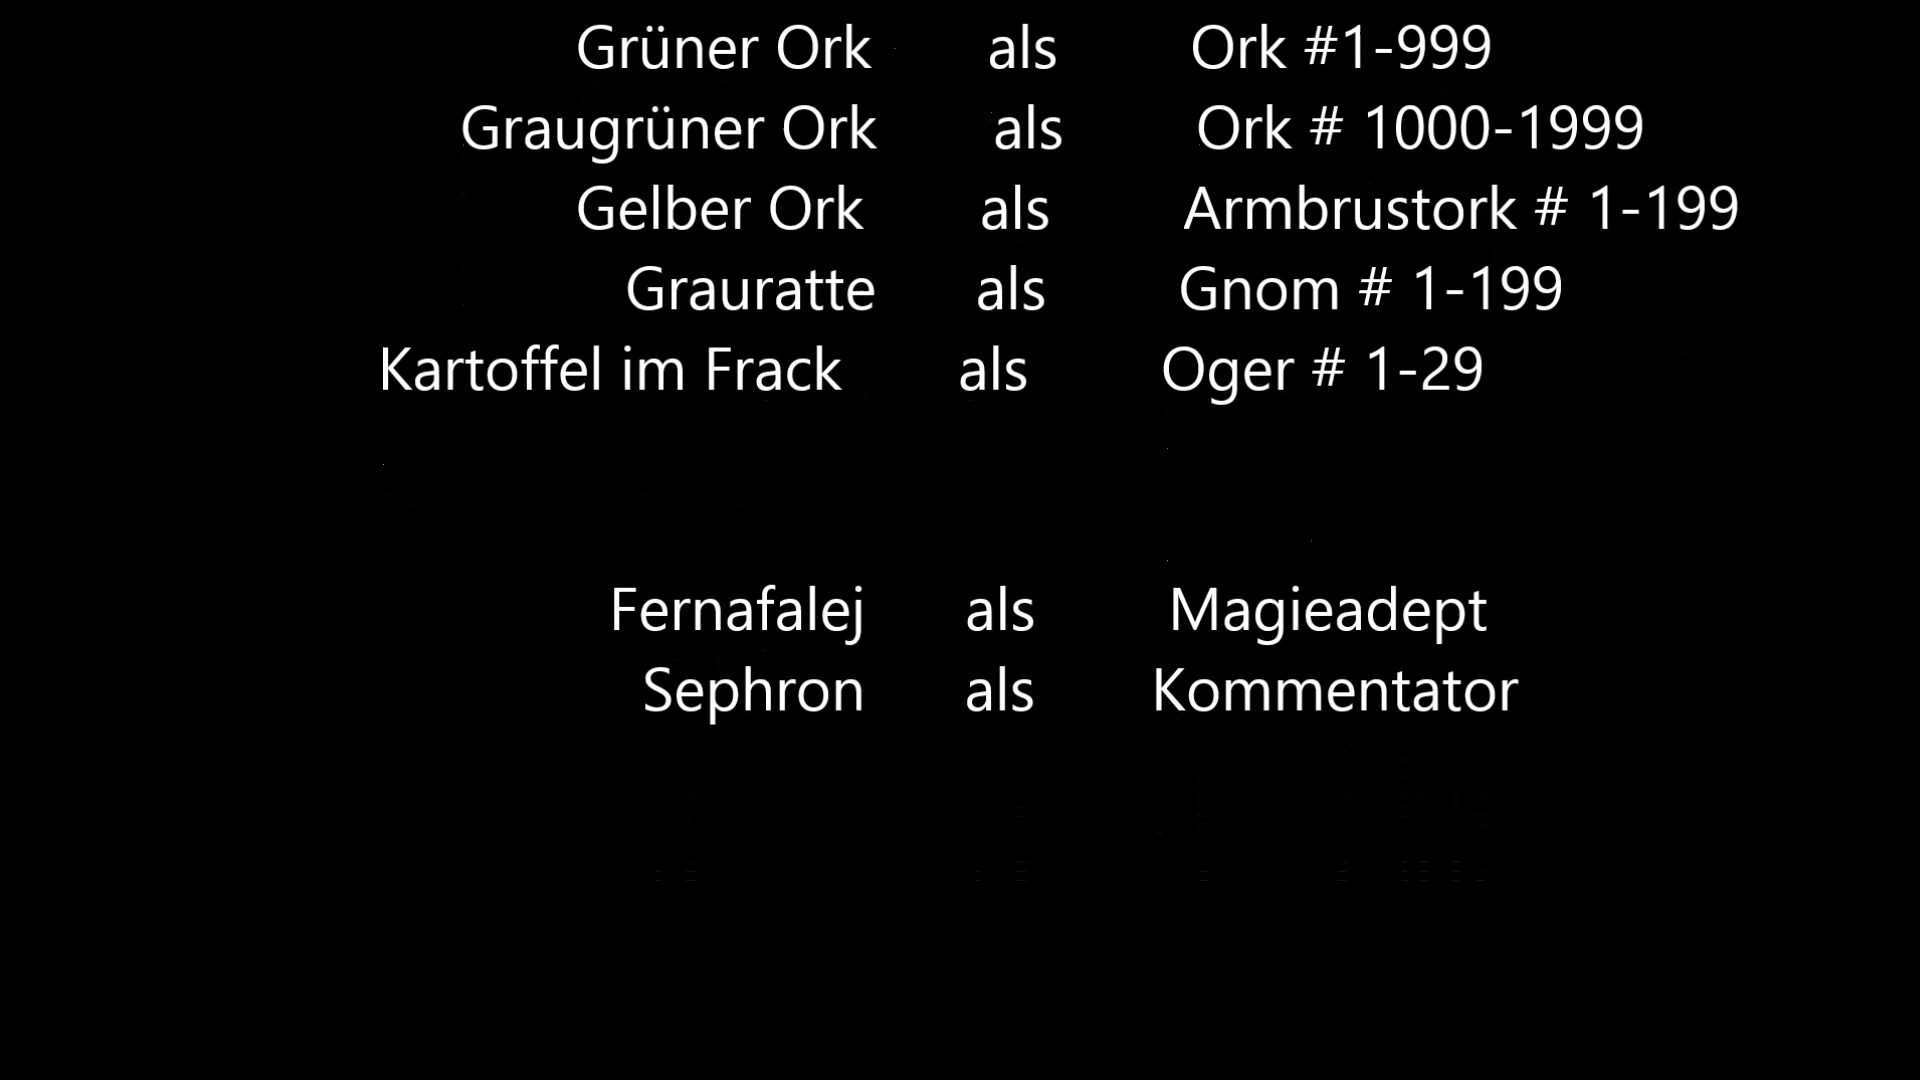 Grüner Ork als Ork #1-999
Graugrüner Ork als Ork # 1000-1999
Gelber Ork als Armbrustork # 1-199
Grauratte als Gnom # 1-199
Kartoffel im Frack als Oger # 1-29
Fernafalej als Magieadept
Sephron als Kommentator